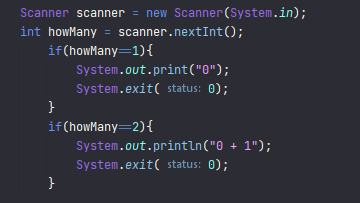 Scanner scanner = new Scanner(System.in);
int howMany = scanner.nextInt();
if(howMany==1){
System.out.print("0");
System.exit( status: 0);
}
if(howMany==2){
System.out.println("0 + 1");
System.exit( status: 0);
}